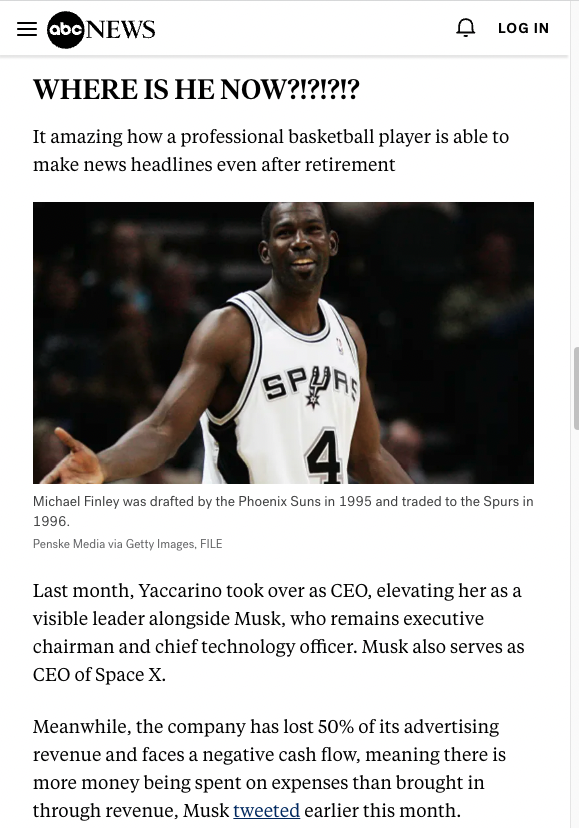 abc NEWS
LOG IN
WHERE IS HE NOW?!?!?!?
It amazing how a professional basketball player is able to
make news headlines even after retirement
SPURS
4
Michael Finley was drafted by the Phoenix Suns in 1995 and traded to the Spurs in
1996.
Penske Media via Getty Images, FILE
Last month, Yaccarino took over as CEO, elevating her as a
visible leader alongside Musk, who remains executive
chairman and chief technology officer. Musk also serves as
CEO of Space X.
Meanwhile, the company has lost 50% of its advertising
revenue and faces a negative cash flow, meaning there is
more money being spent on expenses than brought in
through revenue, Musk tweeted earlier this month.